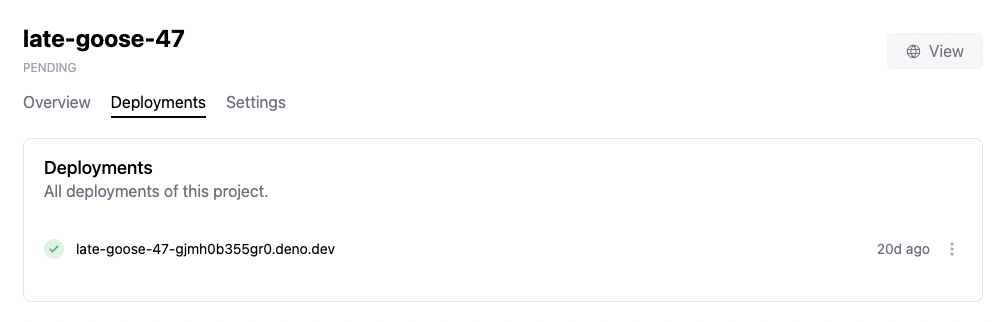 late-goose-47
PENDING
View
Overview Deployments Settings
Deployments
All deployments of this project.
late-goose-47-gjmh0b355gr0.deno.dev 20d ago